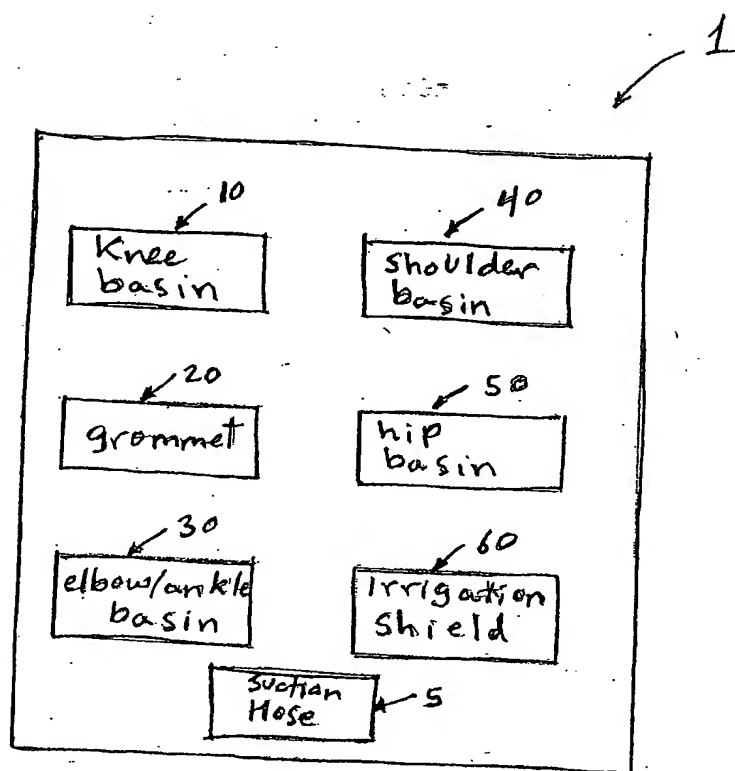 1
10
Knee
basin
40
shoulder
basin
20
grommet
50
hip
basin
30
elbow/ankle
basin
60
Irrigation
shield
Suction
Hose
5